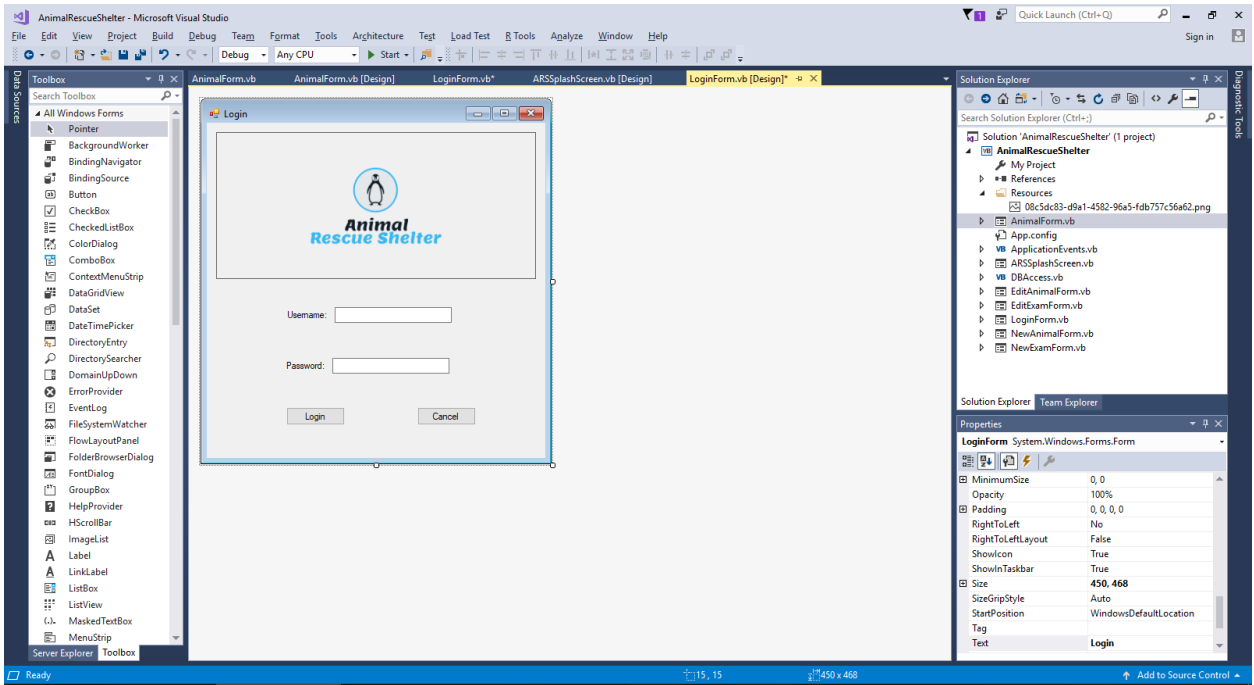 AnimalRescueShelter - Microsoft Visual Studio
1
Quick Launch (Ctrl+Q)
File Edit View Project Build Debug Team Format Tools Architecture Test Load Test R Tools Analyze Window Help
Sign in
Debug Any CPU Start
Data Sources
Toolbox
Search Toolbox
All Windows Forms
Pointer
BackgroundWorker
BindingNavigator
BindingSource
Button
CheckBox
CheckedListBox
ColorDialog
ComboBox
ContextMenuStrip
DataGridView
DataSet
DateTimePicker
DirectoryEntry
DirectorySearcher
DomainUpDown
ErrorProvider
EventLog
FileSystemWatcher
FlowLayoutPanel
FolderBrowserDialog
FontDialog
GroupBox
HelpProvider
HScrollBar
ImageList
Label
LinkLabel
ListBox
ListView
MaskedTextBox
MenuStrip
Server Explorer Toolbox
AnimalForm.vb AnimalForm.vb [Design] LoginForm.vb* ARSSplashScreen.vb [Design] LoginForm.vb [Design]*
Login
Animal
Rescue Shelter
Username:
Password:
Login Cancel
Solution Explorer
Search Solution Explorer (Ctrl+;)
Solution 'AnimalRescueShelter' (1 project)
AnimalRescueShelter
My Project
References
Resources
08c5dc83-d9a1-4582-96a5-fdb757c56a62.png
AnimalForm.vb
App.config
ApplicationEvents.vb
ARSSplashScreen.vb
DBAccess.vb
EditAnimalForm.vb
EditExamForm.vb
LoginForm.vb
NewAnimalForm.vb
NewExamForm.vb
Solution Explorer Team Explorer
Properties
LoginForm System.Windows.Forms.Form
MinimumSize 0, 0
Opacity 100%
Padding 0, 0, 0, 0
RightToLeft No
RightToLeftLayout False
ShowIcon True
ShowInTaskbar True
Size 450, 468
SizeGripStyle Auto
StartPosition WindowsDefaultLocation
Tag
Text Login
Diagnostic Tools
Ready 15 , 15 450 x 468 Add to Source Control